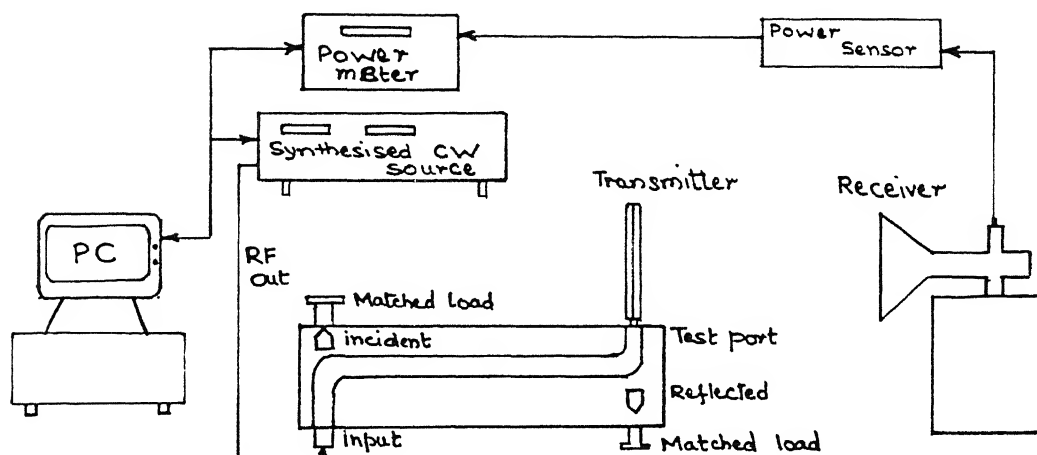 Power
mBter
Power
Sensor
Synthesised CW
Source
Transmitter
Receiver
PC
RF
out
Matched load
incident
Test port
Reflected
input
Matched load